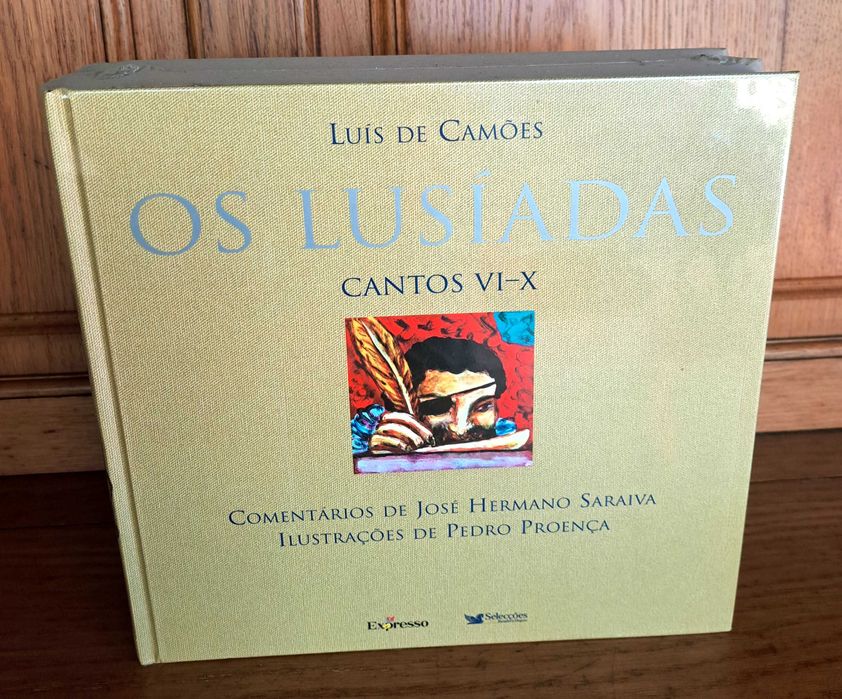 LUÍS DE CAMÕES
OS LUSÍADAS
CANTOS VI–X
COMENTÁRIOS DE JOSÉ HERMANO SARAIVA
ILUSTRAÇÕES DE PEDRO PROENÇA
Expresso
Selecções